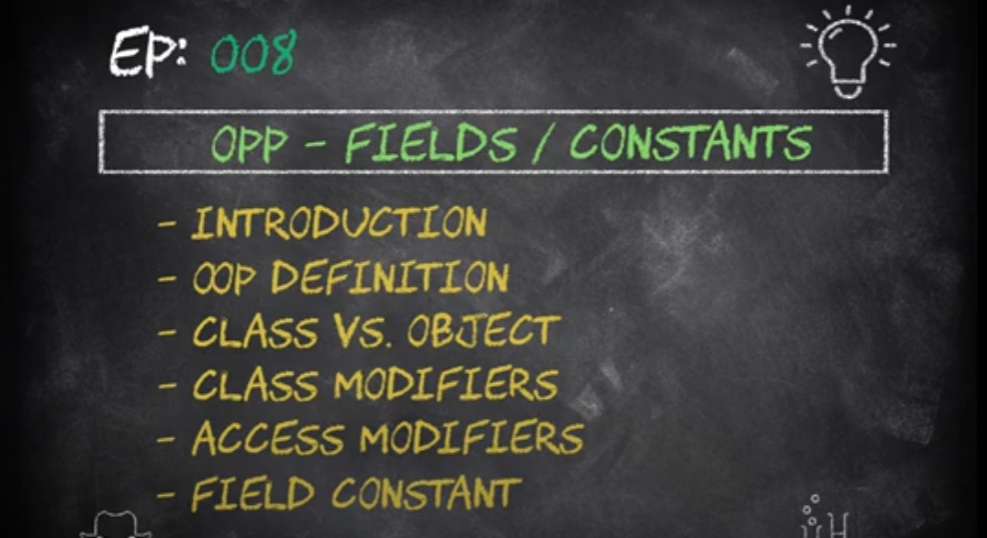 EP: 008
OPP - FIELDS / CONSTANTS
- INTRODUCTION
- OOP DEFINITION
- CLASS VS. OBJECT
- CLASS MODIFIERS
- ACCESS MODIFIERS
- FIELD CONSTANT